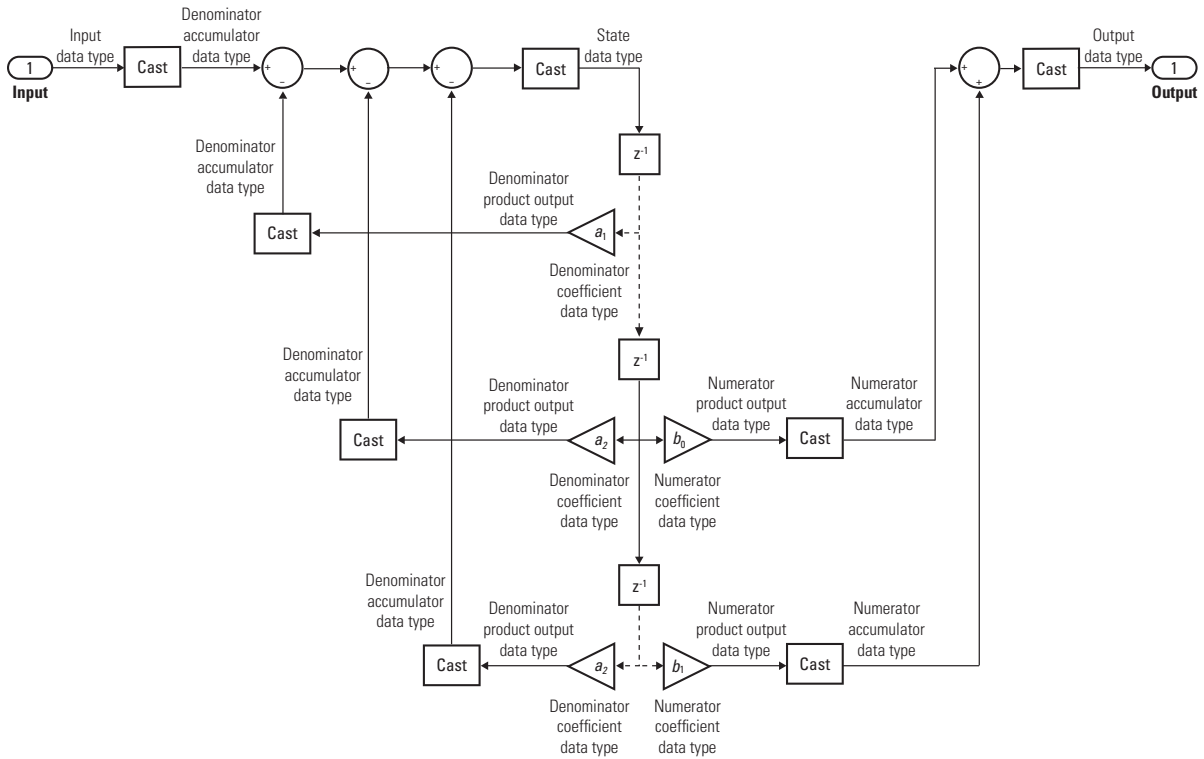 Input
data type
Denominator
accumulator
data type
State
data type
Output
data type
1
Input
Cast
+
−
+
−
+
−
Cast
+
+
Cast
1
Output
z-1
Denominator
accumulator
data type
Denominator
product output
data type
Cast
a1
Denominator
coefficient
data type
z-1
Denominator
accumulator
data type
Denominator
product output
data type
Numerator
product output
data type
Numerator
accumulator
data type
Cast
a2
b0
Cast
Denominator
coefficient
data type
Numerator
coefficient
data type
z-1
Denominator
accumulator
data type
Denominator
product output
data type
Numerator
product output
data type
Numerator
accumulator
data type
Cast
a2
b1
Cast
Denominator
coefficient
data type
Numerator
coefficient
data type